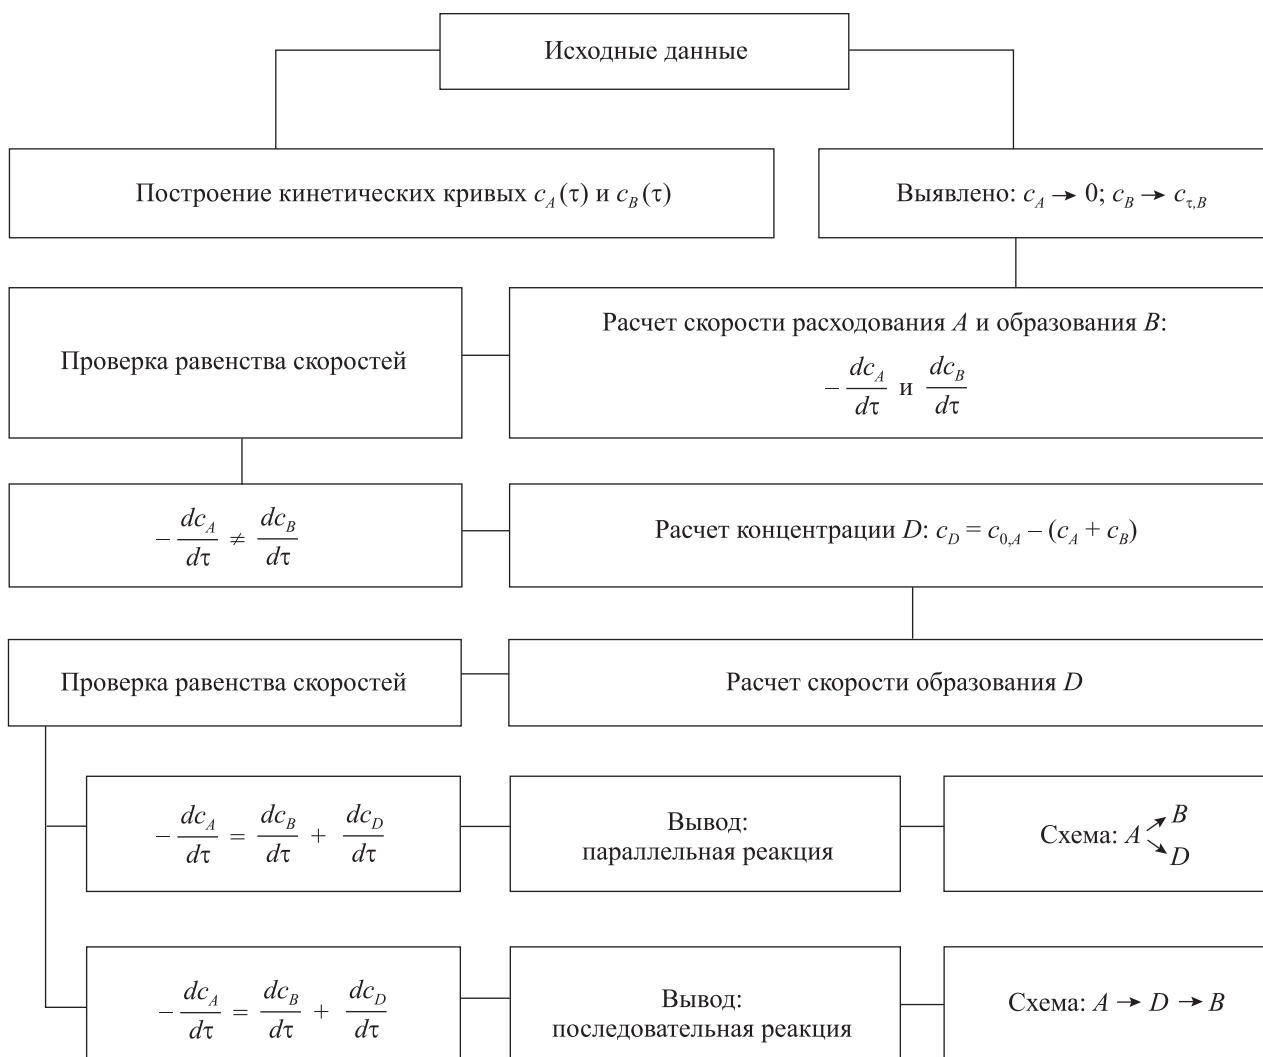 Исходные данные
Построение кинетических кривых c_A(τ) и c_B(τ)
Выявлено: c_A → 0; c_B → c_τ,B
Проверка равенства скоростей
Расчет скорости расходования A и образования B:
− dc_A/dτ и dc_B/dτ
− dc_A/dτ ≠ dc_B/dτ
Расчет концентрации D: c_D = c_0,A − (c_A + c_B)
Проверка равенства скоростей
Расчет скорости образования D
− dc_A/dτ = dc_B/dτ + dc_D/dτ
Вывод:
параллельная реакция
Схема: A
B
D
− dc_A/dτ = dc_B/dτ + dc_D/dτ
Вывод:
последовательная реакция
Схема: A → D → B